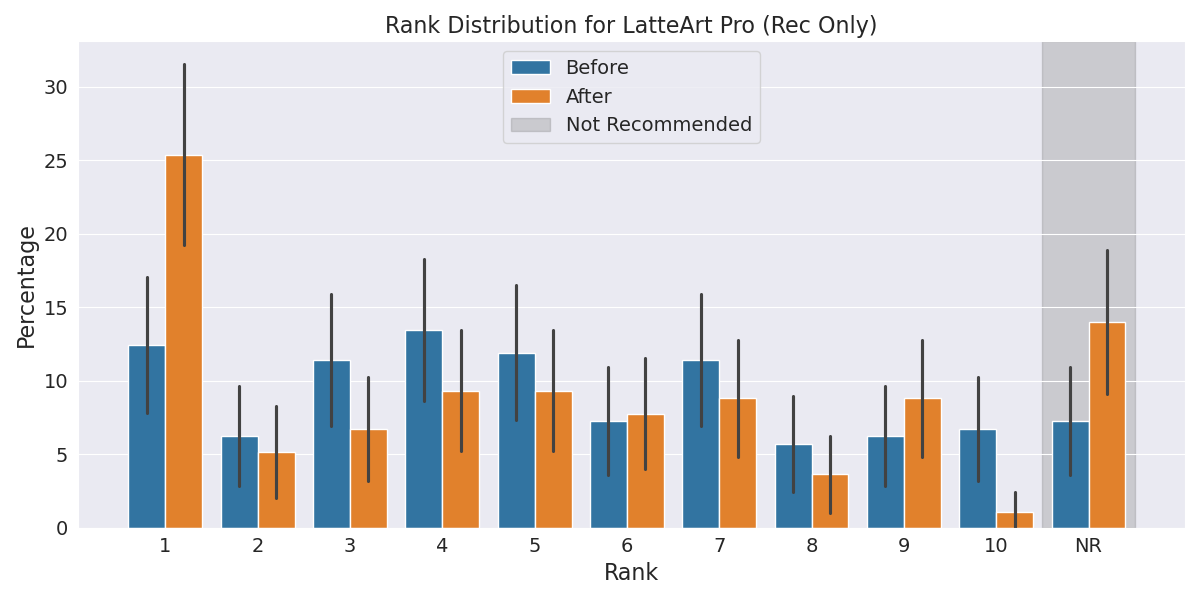 Rank Distribution for LatteArt Pro (Rec Only)
Before
After
Not Recommended
Percentage
30
25
20
15
10
5
0
1 2 3 4 5 6 7 8 9 10 NR
Rank